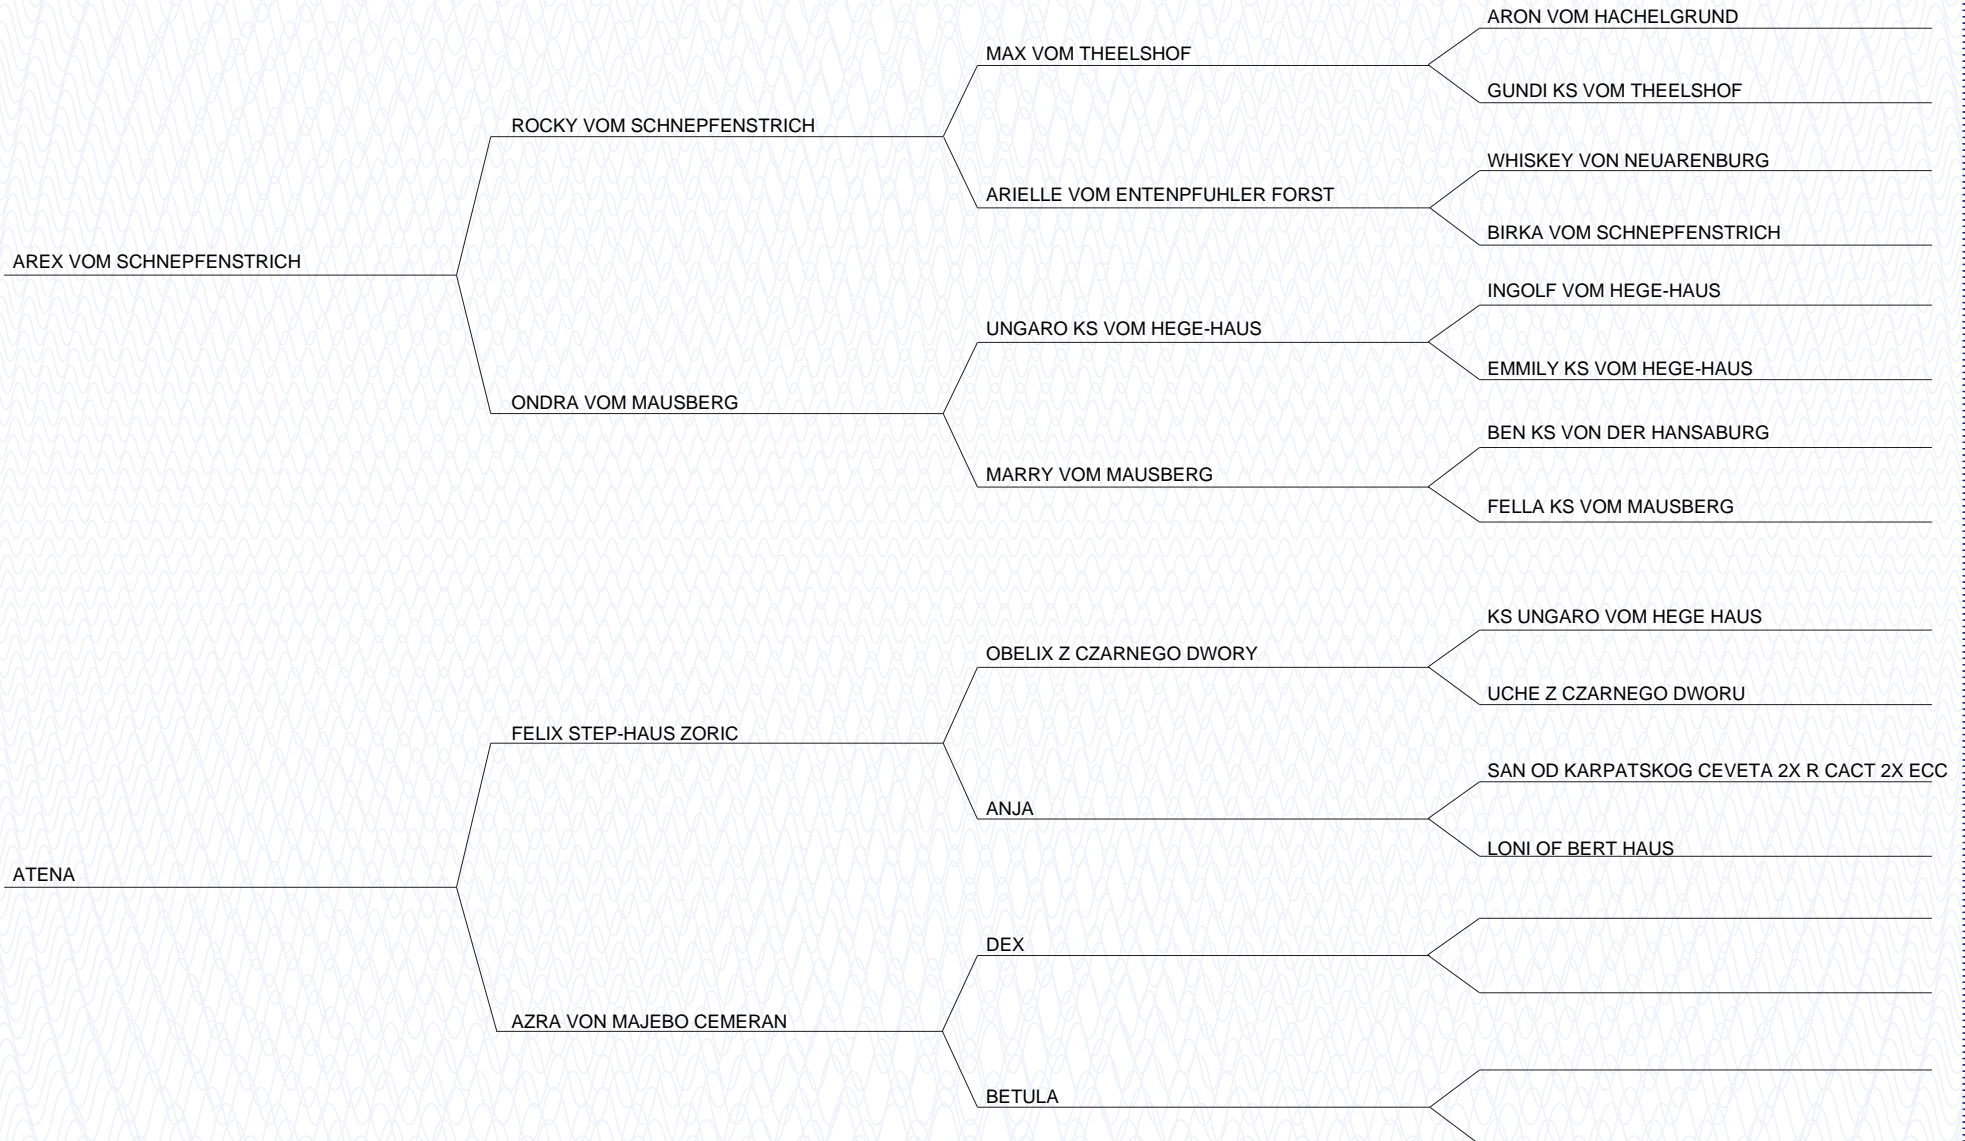 ARON VOM HACHELGRUND
MAX VOM THEELSHOF
GUNDI KS VOM THEELSHOF
ROCKY VOM SCHNEPFENSTRICH
WHISKEY VON NEUARENBURG
ARIELLE VOM ENTENPFUHLER FORST
BIRKA VOM SCHNEPFENSTRICH
AREX VOM SCHNEPFENSTRICH
INGOLF VOM HEGE-HAUS
UNGARO KS VOM HEGE-HAUS
EMMILY KS VOM HEGE-HAUS
ONDRA VOM MAUSBERG
BEN KS VON DER HANSABURG
MARRY VOM MAUSBERG
FELLA KS VOM MAUSBERG
KS UNGARO VOM HEGE HAUS
OBELIX Z CZARNEGO DWORY
UCHE Z CZARNEGO DWORU
FELIX STEP-HAUS ZORIC
SAN OD KARPATSKOG CEVETA 2X R CACT 2X ECC
ANJA
LONI OF BERT HAUS
ATENA
DEX
AZRA VON MAJEBO CEMERAN
BETULA